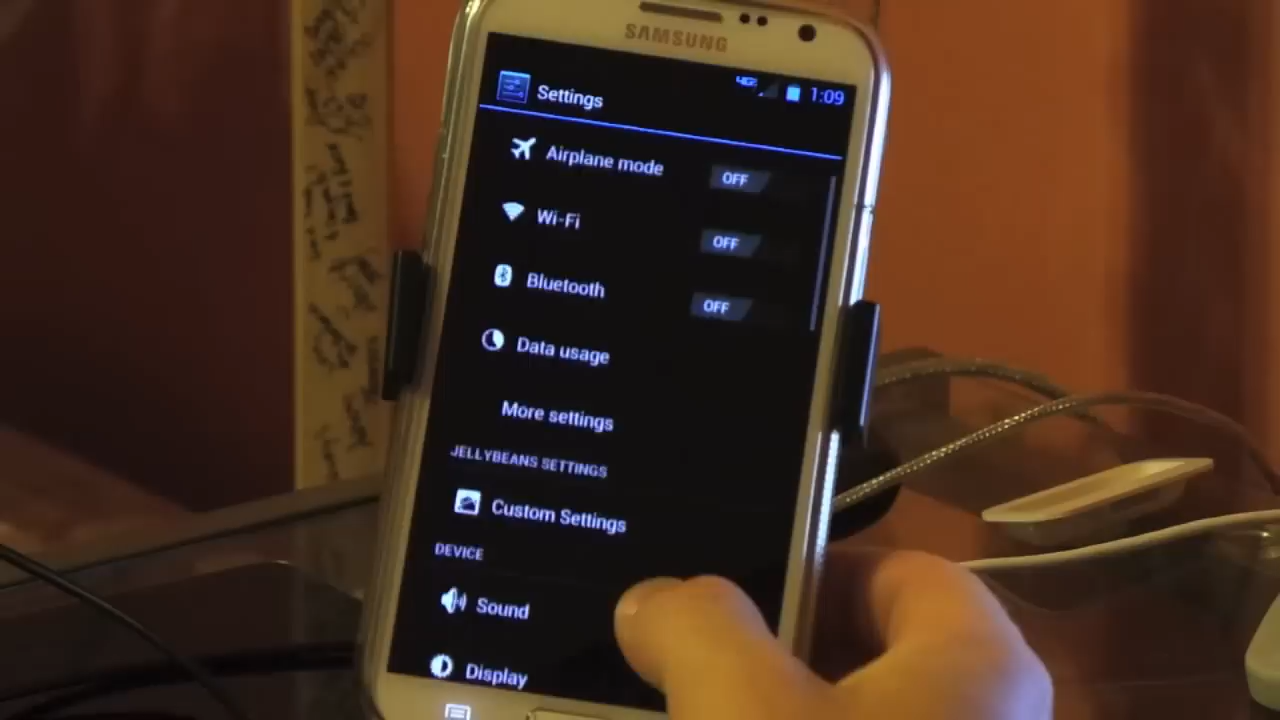 SAMSUNG
4G
1:09
Settings
Airplane mode
OFF
Wi-Fi
OFF
Bluetooth
OFF
Data usage
More settings
JELLYBEANS SETTINGS
Custom Settings
DEVICE
Sound
Display